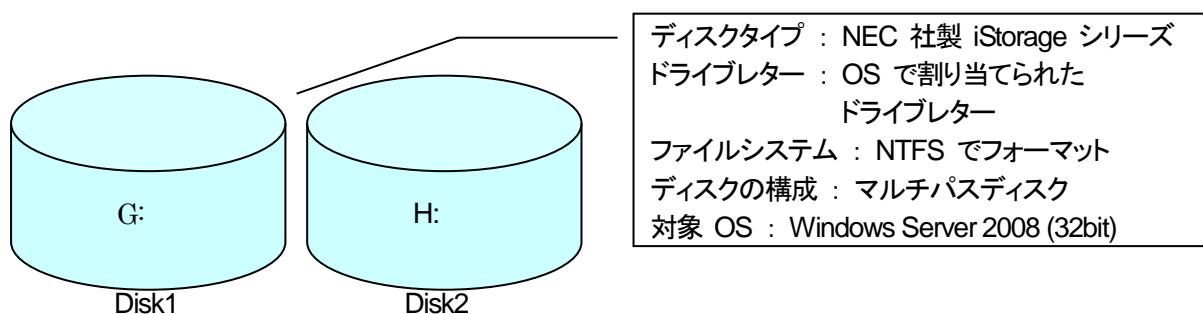 ディスクタイプ : NEC 社製 iStorage シリーズ
ドライブレター : OS で割り当てられた
ドライブレター
ファイルシステム : NTFS でフォーマット
ディスクの構成 : マルチパスディスク
対象 OS : Windows Server 2008 (32bit)
G:
H:
Disk1
Disk2